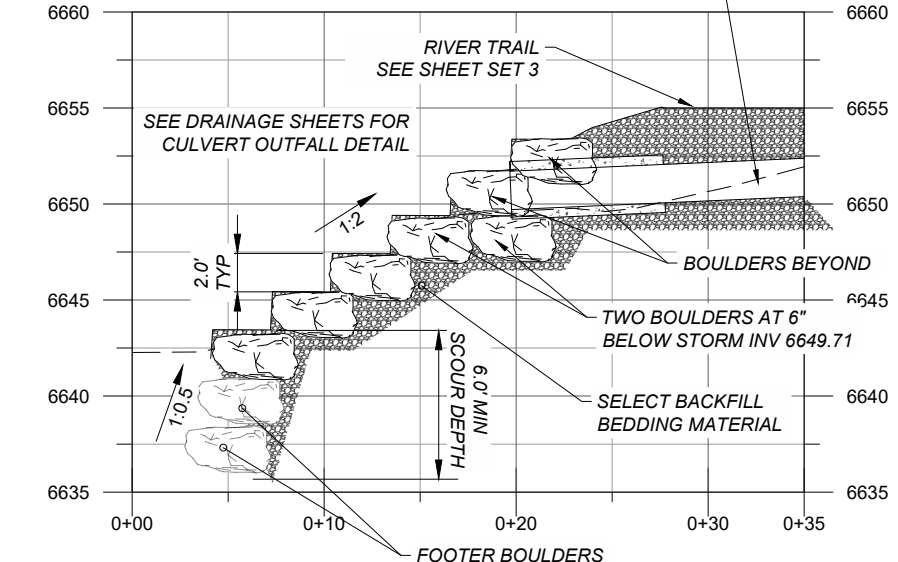 6660
6660
RIVER TRAIL
SEE SHEET SET 3
6655
6655
SEE DRAINAGE SHEETS FOR
CULVERT OUTFALL DETAIL
6650
6650
1:2
BOULDERS BEYOND
2.0'
TYP
6645
6645
TWO BOULDERS AT 6"
BELOW STORM INV 6649.71
6.0' MIN
SCOUR DEPTH
6640
6640
1:0.5
SELECT BACKFILL
BEDDING MATERIAL
6635
6635
0+00
0+10
0+20
0+30
0+35
FOOTER BOULDERS